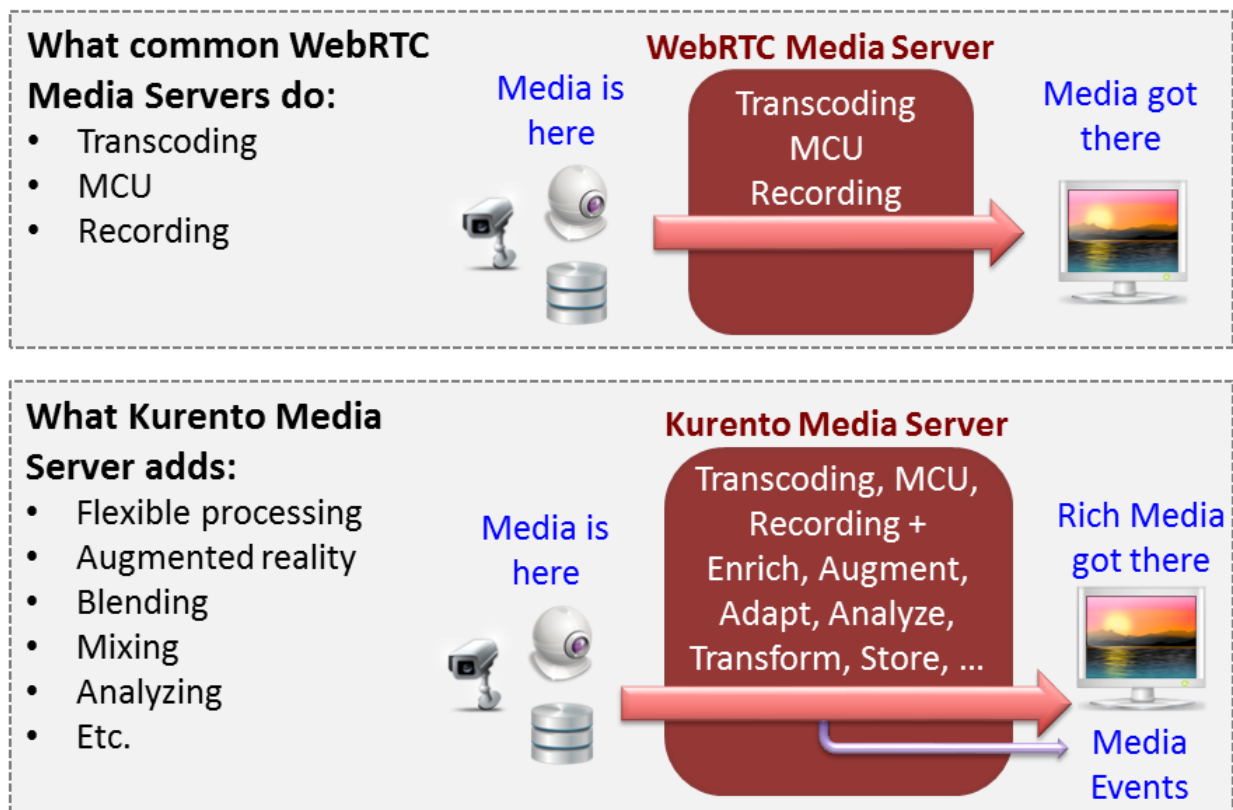 What common WebRTC
Media Servers do:
• Transcoding
• MCU
• Recording
Media is
here
WebRTC Media Server
Transcoding
MCU
Recording
Media got
there
What Kurento Media
Server adds:
• Flexible processing
• Augmented reality
• Blending
• Mixing
• Analyzing
• Etc.
Media is
here
Kurento Media Server
Transcoding, MCU,
Recording +
Enrich, Augment,
Adapt, Analyze,
Transform, Store, ...
Rich Media
got there
Media
Events